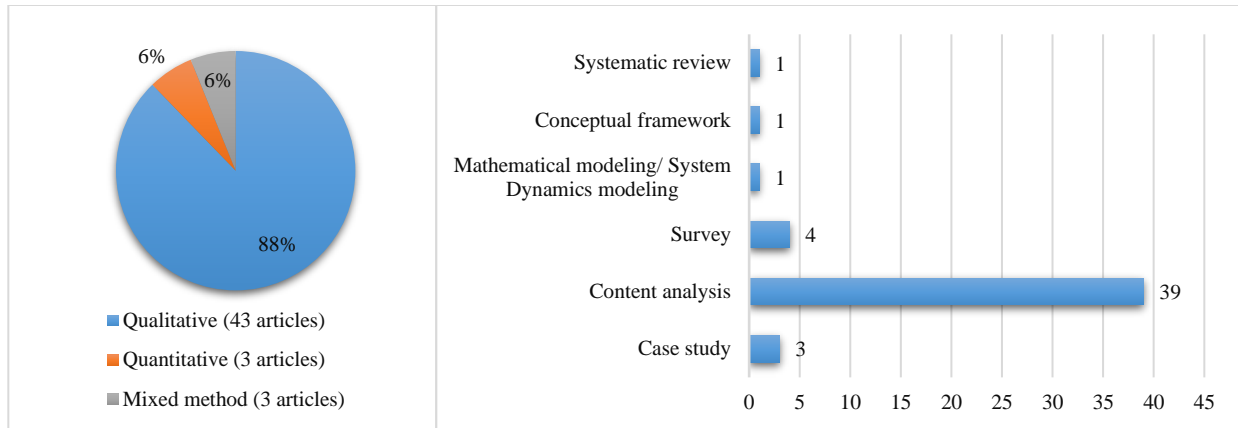 6%
6%
88%
Qualitative (43 articles)
Quantitative (3 articles)
Mixed method (3 articles)
Systematic review 1
Conceptual framework 1
Mathematical modeling/ System
Dynamics modeling 1
Survey 4
Content analysis 39
Case study 3
0 5 10 15 20 25 30 35 40 45